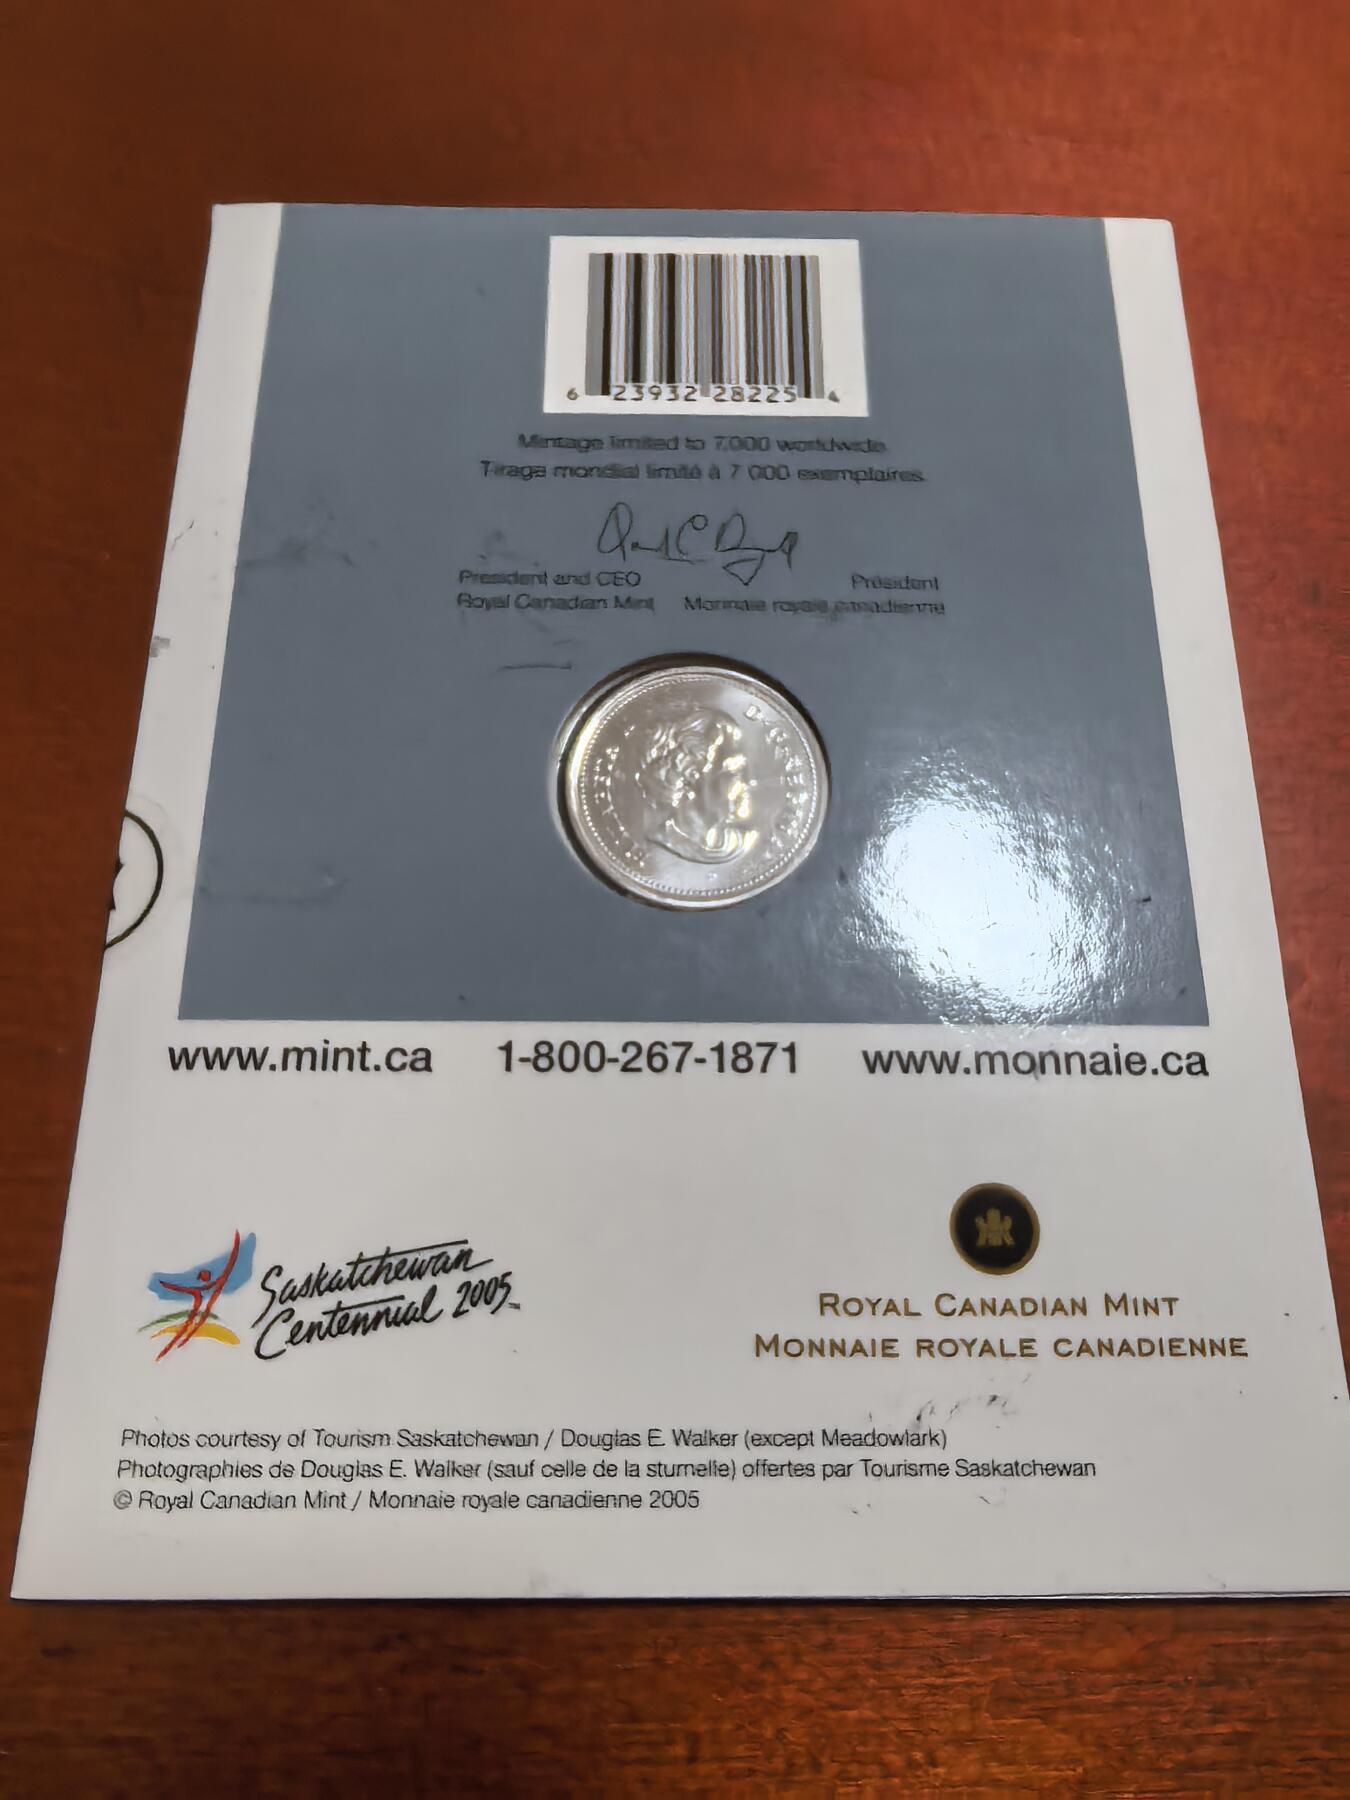 6 23932 28225 4
Mintage limited to 7,000 worldwide
Tirage mondial limité à 7 000 exemplaires
President and CEO
Président
Royal Canadian Mint
Monnaie royale canadienne
www.mint.ca 1-800-267-1871 www.monnaie.ca
Saskatchewan
Centennial 2005
ROYAL CANADIAN MINT
MONNAIE ROYALE CANADIENNE
Photos courtesy of Tourism Saskatchewan / Douglas E. Walker (except Meadowlark)
Photographies de Douglas E. Walker (sauf celle de la sturnelle) offertes par Tourisme Saskatchewan
© Royal Canadian Mint / Monnaie royale canadienne 2005